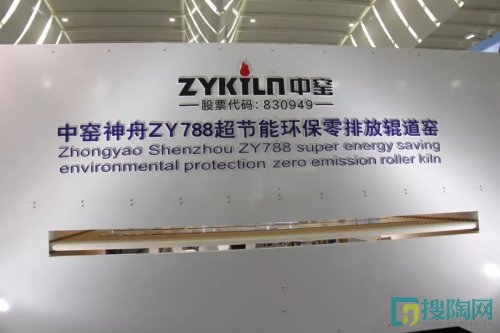 ZYKILN中窑
股票代码：830949
中窑神舟ZY788超节能环保零排放辊道窑
Zhongyao Shenzhou ZY788 super energy saving
environmental protection zero emission roller kiln
搜陶网